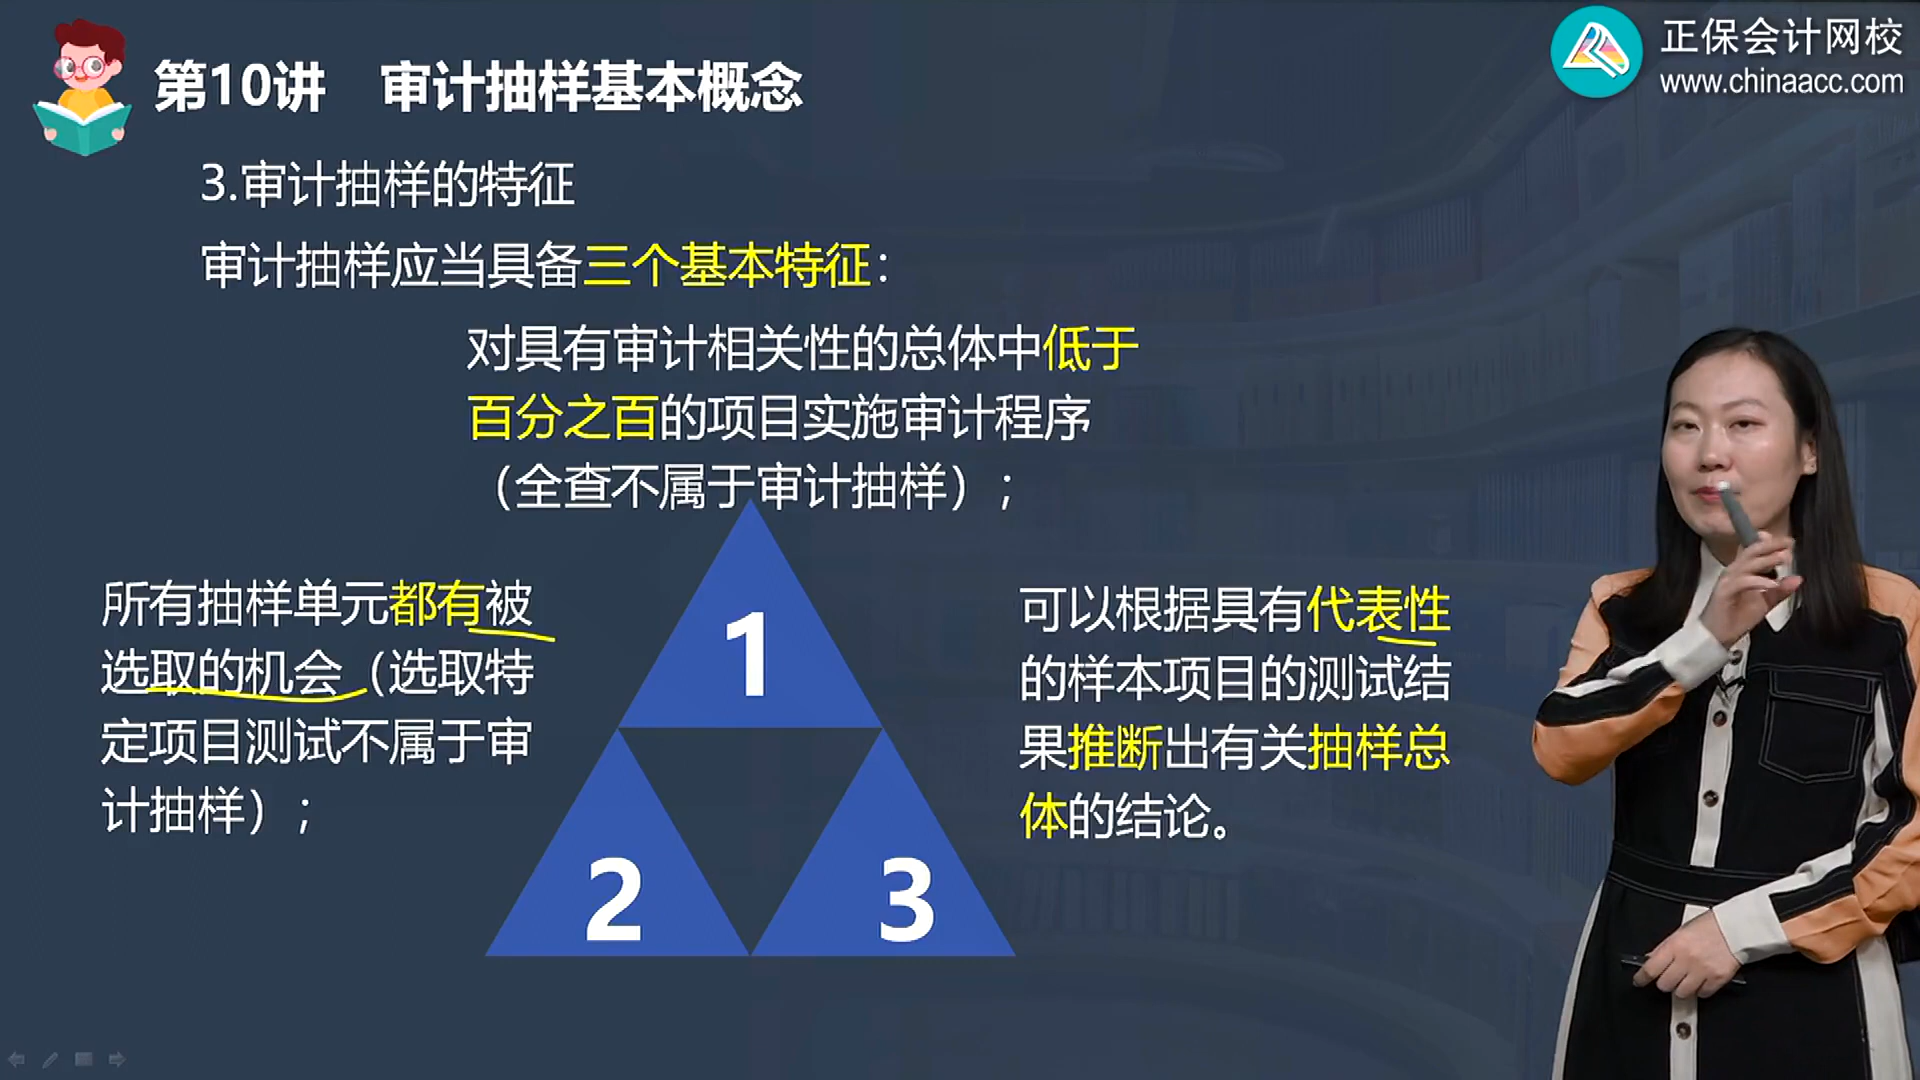 正保会计网校
www.chinaacc.com
第10讲 审计抽样基本概念
3.审计抽样的特征
审计抽样应当具备三个基本特征：
对具有审计相关性的总体中低于
百分之百的项目实施审计程序
（全查不属于审计抽样）；
所有抽样单元都有被
选取的机会（选取特
定项目测试不属于审
计抽样）；
1
2
3
可以根据具有代表性
的样本项目的测试结
果推断出有关抽样总
体的结论。